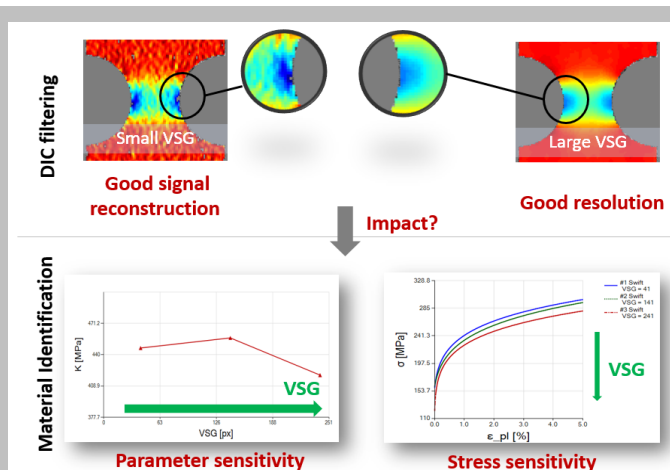 DIC filtering
Small VSG
Large VSG
Good signal
reconstruction
Good resolution
Impact?
Material Identification
K [MPa]
471.2
440
408.9
377.7
0
63
126
188
251
VSG [px]
VSG
Parameter sensitivity
σ [MPa]
328.8
285
241.3
197.5
153.7
110
0.0
1.0
2.0
3.0
4.0
5.0
ε_pl [%]
#1 Swift
VSG = 41
#2 Swift
VSG = 141
#3 Swift
VSG = 241
VSG
Stress sensitivity